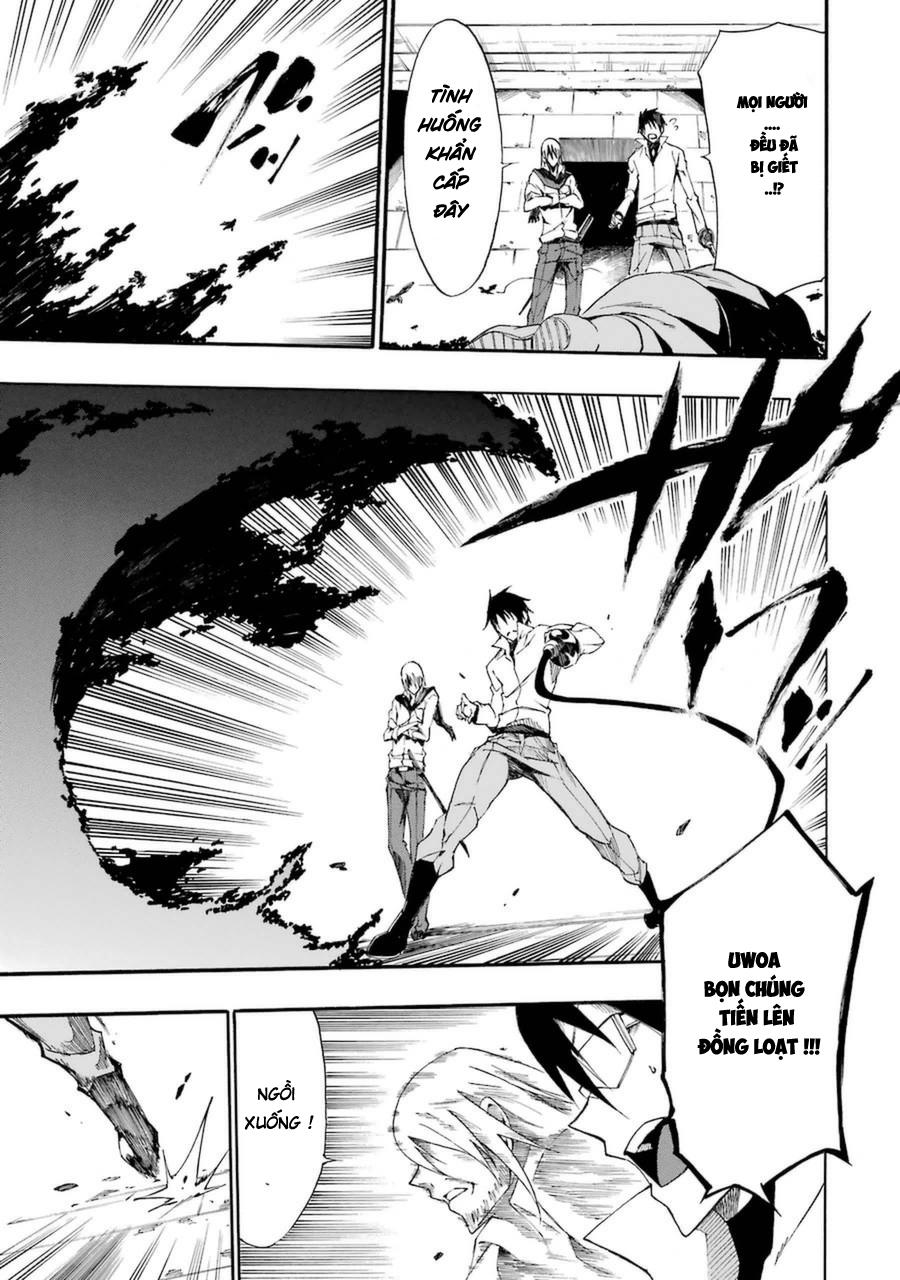 MỌI NGƯỜI
....
ĐỀU ĐÃ
BỊ GIẾT
..!?
TÌNH
HUỐNG
KHẨN
CẤP
ĐÂY
UWOA
BỌN CHÚNG
TIẾN LÊN
ĐỒNG LOẠT !!!
NGỒI
XUỐNG !